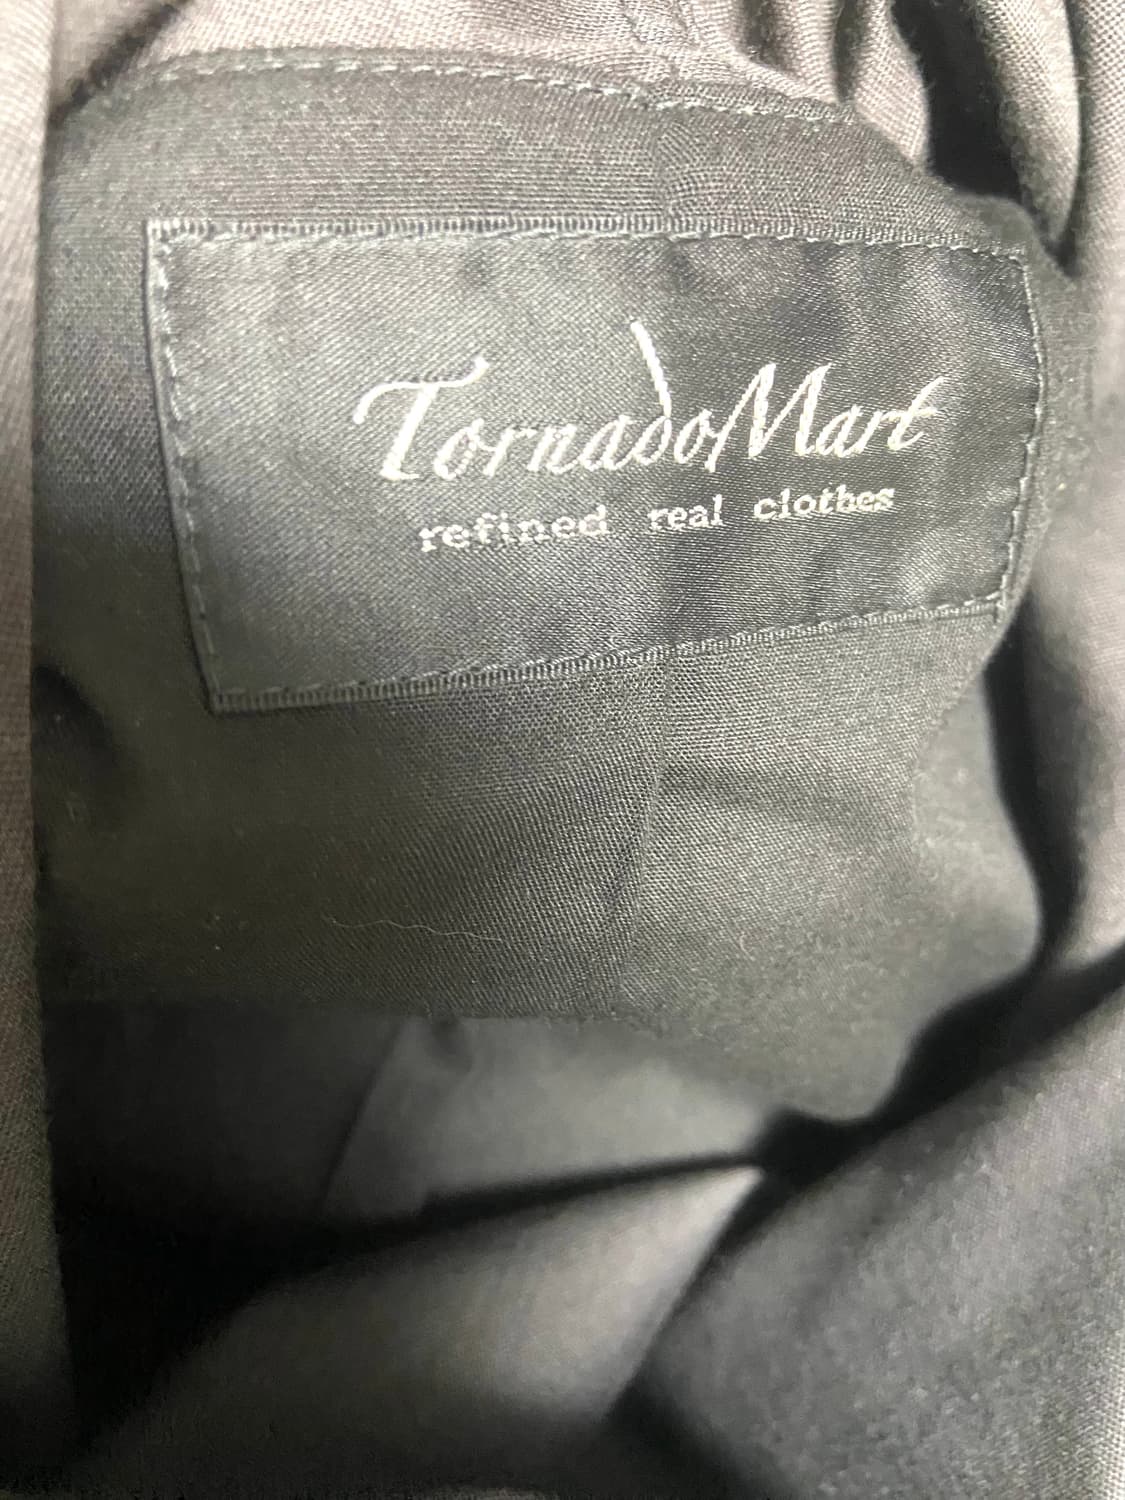 TornadoMart
refined real clothes